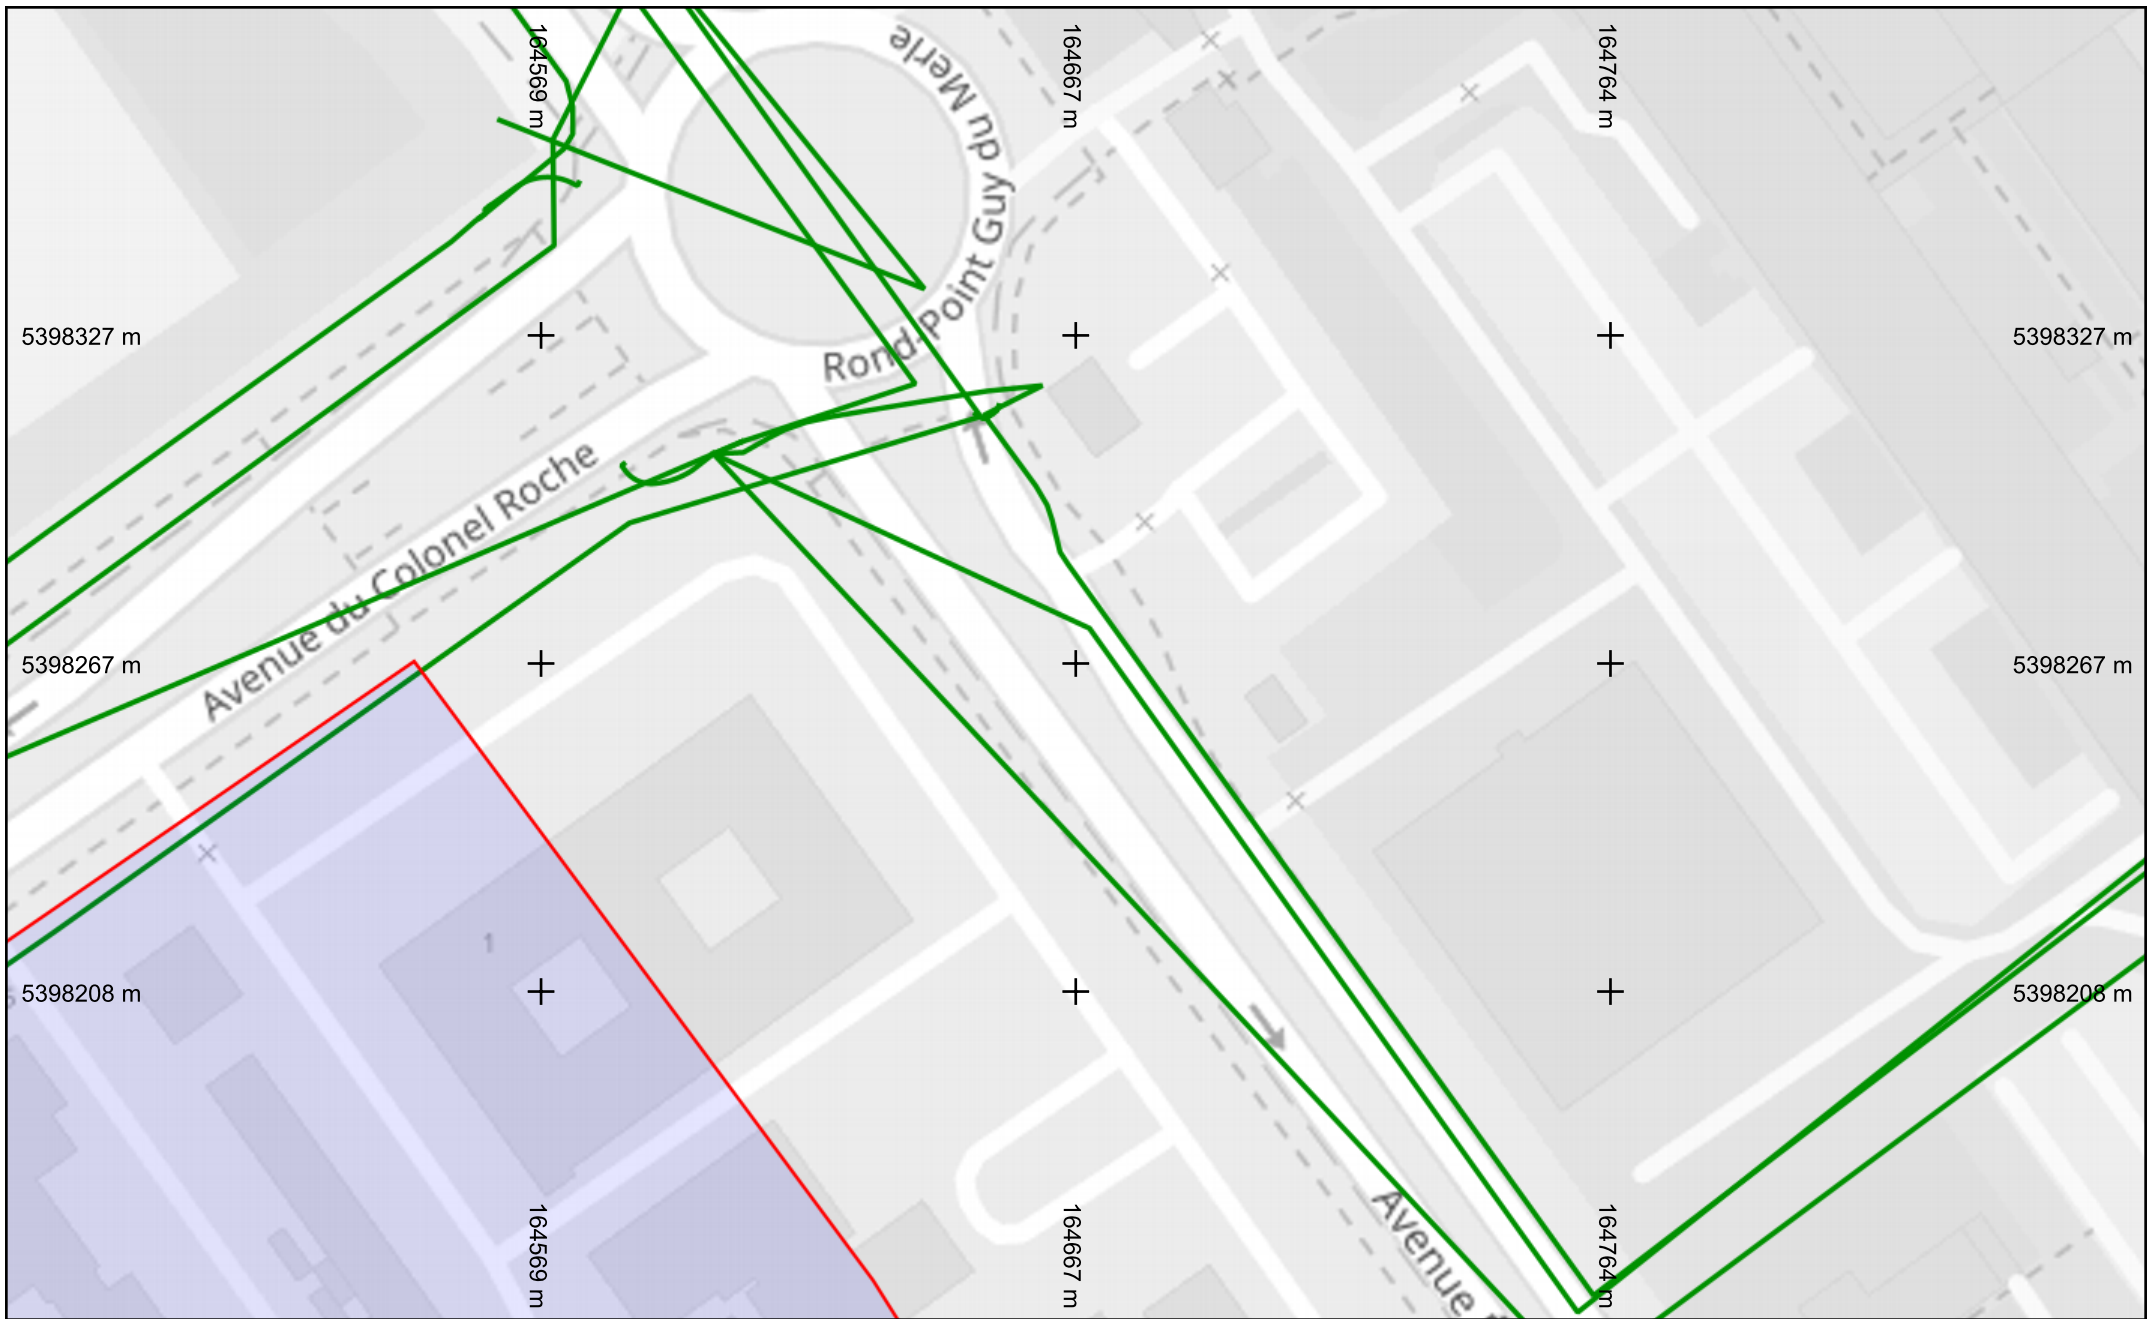 164569 m
164667 m
164764 m
Rond-Point Guy du Merle
5398327 m
5398327 m
Avenue du Colonel Roche
5398267 m
5398267 m
1
5398208 m
5398208 m
164569 m
164667 m
164764 m
Avenue